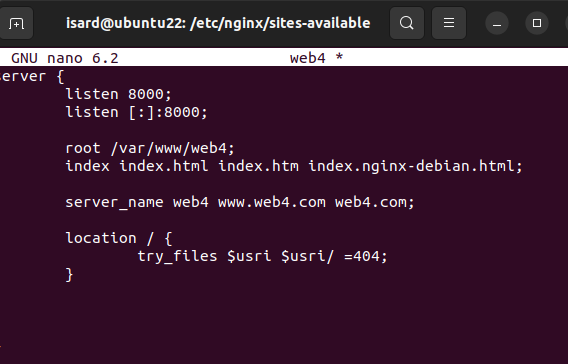 isard@ubuntu22: /etc/nginx/sites-available
GNU nano 6.2 web4 *
server {
listen 8000;
listen [:]:8000;
root /var/www/web4;
index index.html index.htm index.nginx-debian.html;
server_name web4 www.web4.com web4.com;
location / {
try_files $usri $usri/ =404;
}